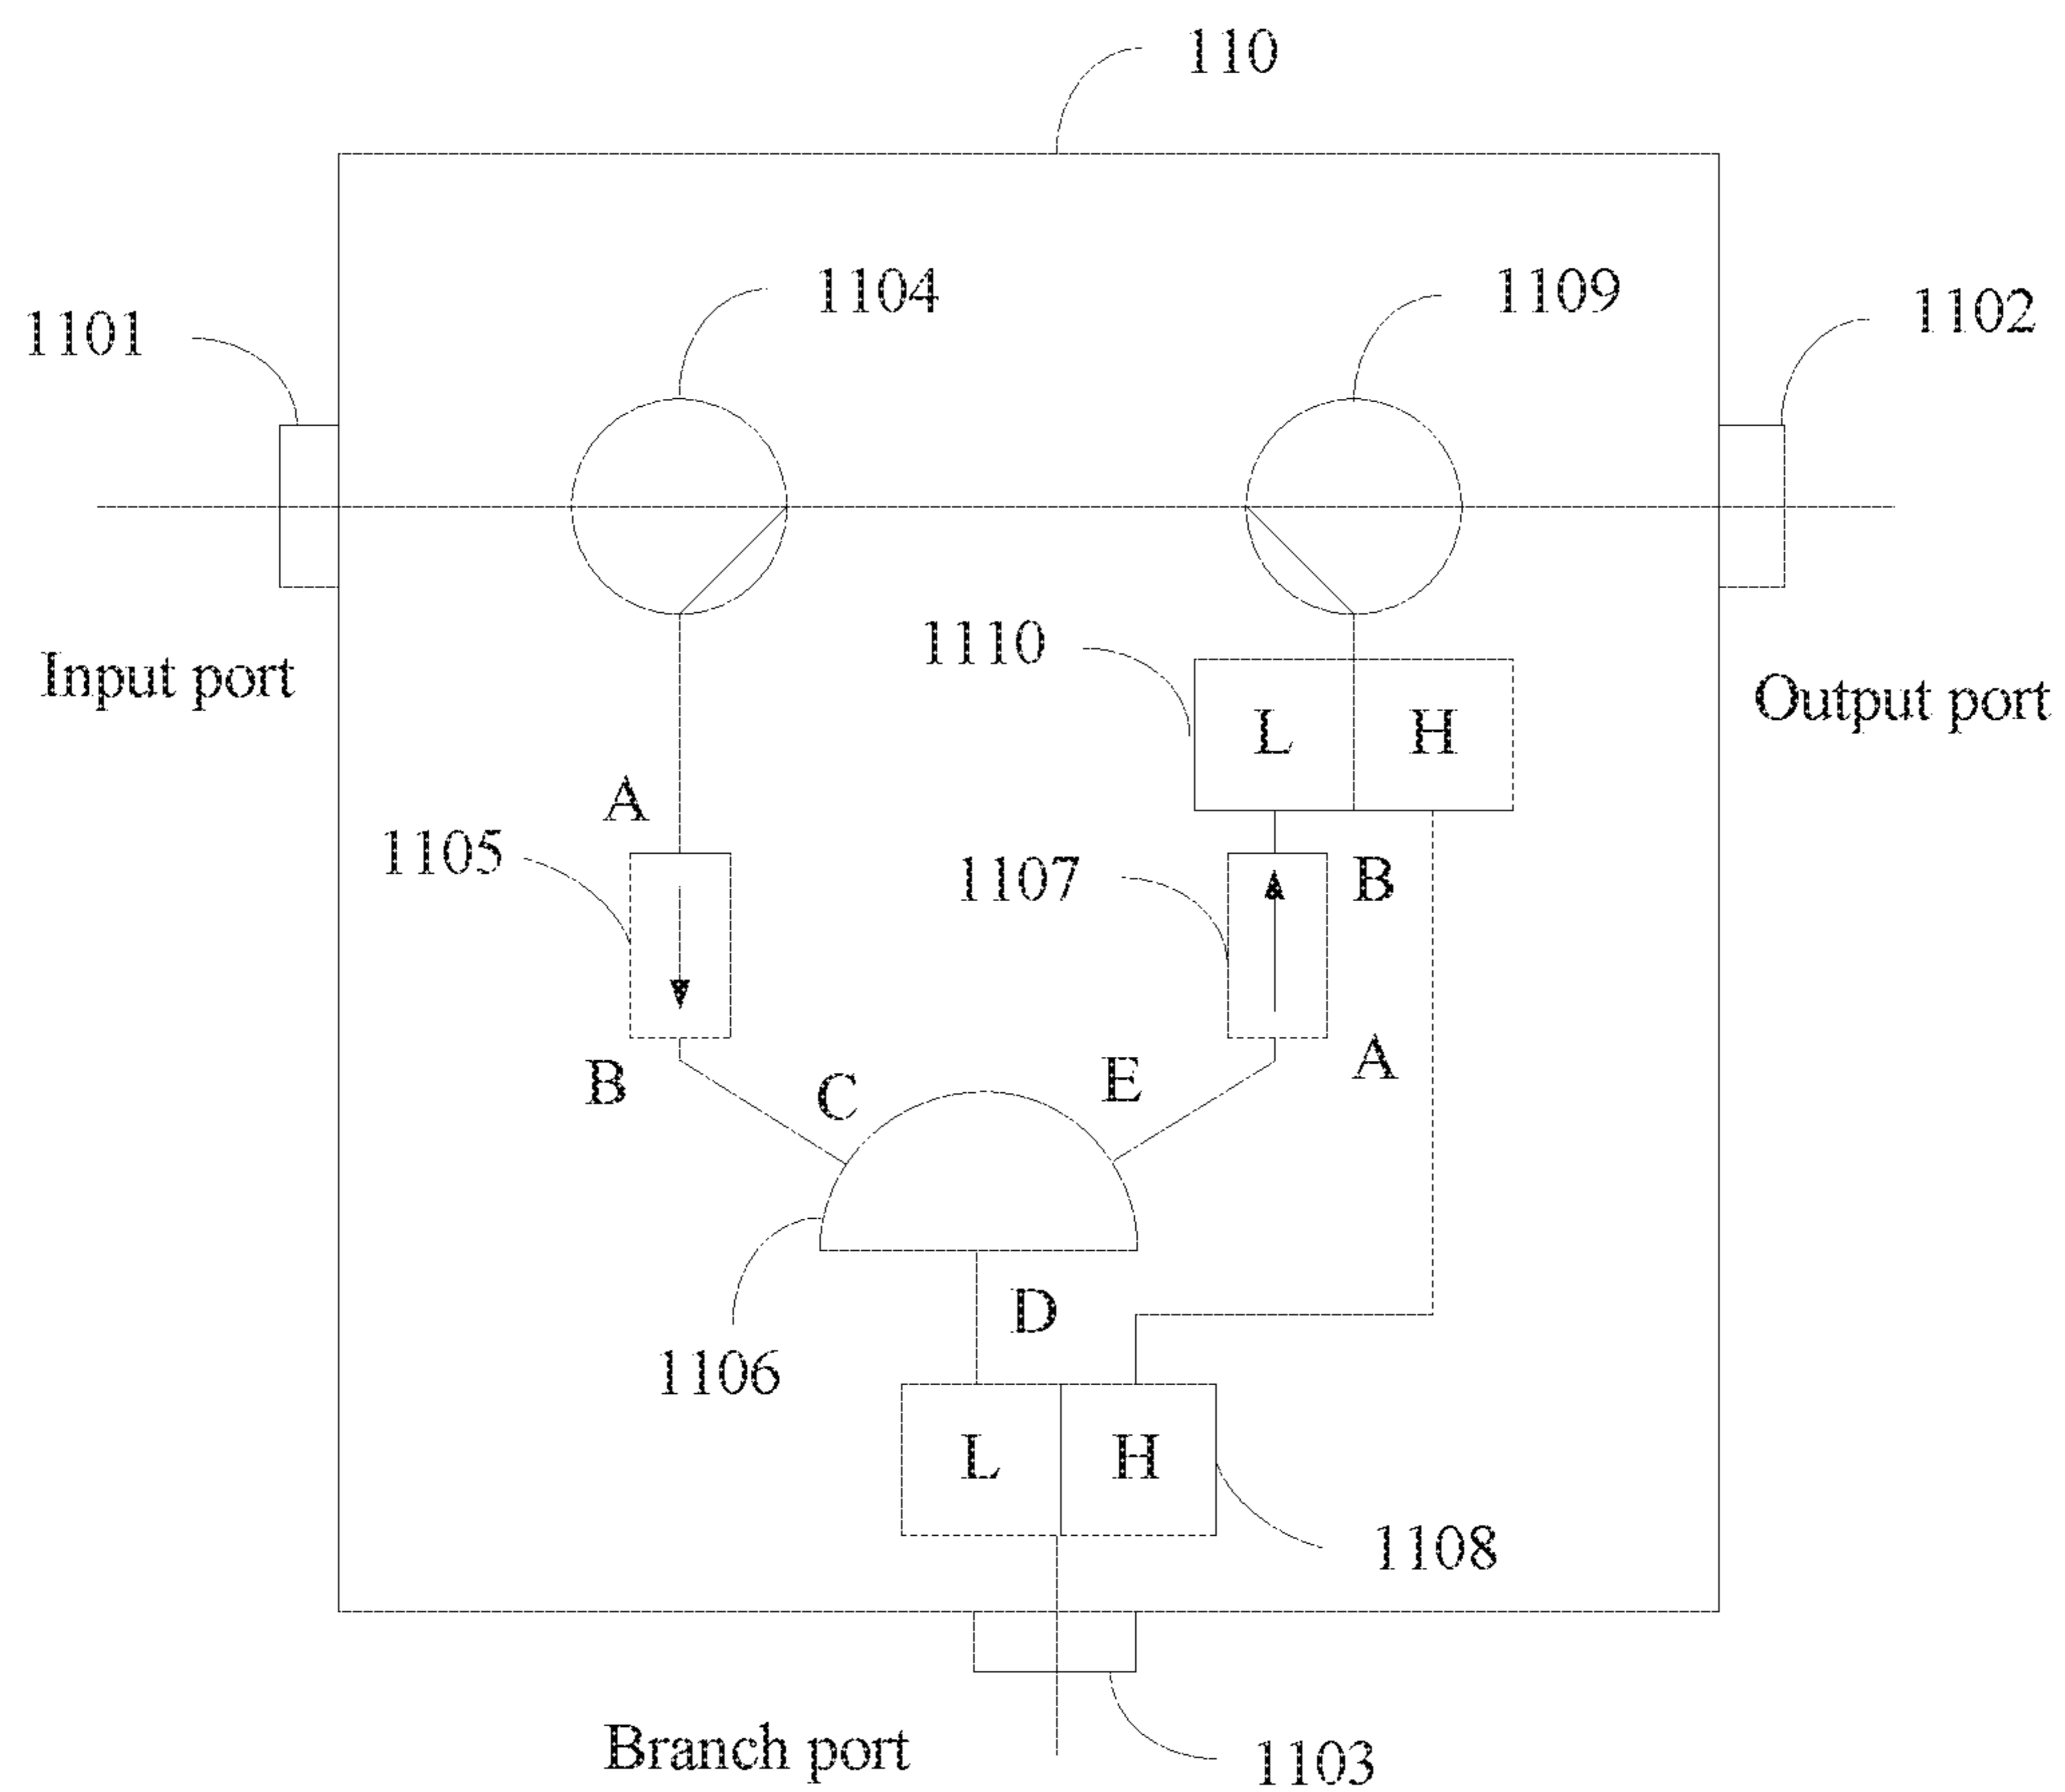 110
1104
1109
1102
1101
1110
Input port
Output port
L H
A
1105
1107
B
B
C
E
A
D
1106
L H
1108
Branch port
1103